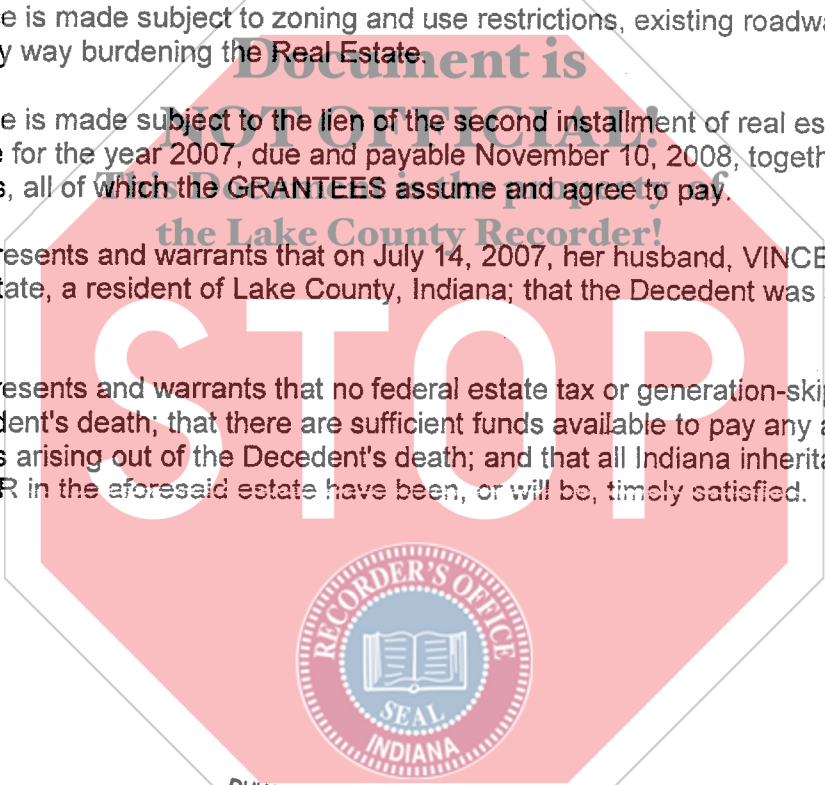 e is made subject to zoning and use restrictions, existing roadwa
y way burdening the Real Estate.
Document is
NOT OFFICIAL!
e is made subject to the lien of the second installment of real es
for the year 2007, due and payable November 10, 2008, togeth
s, all of which the GRANTEES assume and agree to pay.
This Document is the property of
the Lake County Recorder!
resents and warrants that on July 14, 2007, her husband, VINCE
tate, a resident of Lake County, Indiana; that the Decedent was
STOP
resents and warrants that no federal estate tax or generation-skip
dent's death; that there are sufficient funds available to pay any a
s arising out of the Decedent's death; and that all Indiana inherita
R in the aforesaid estate have been, or will be, timely satisfied.
RECORDER'S OFFICE
SEAL
INDIANA